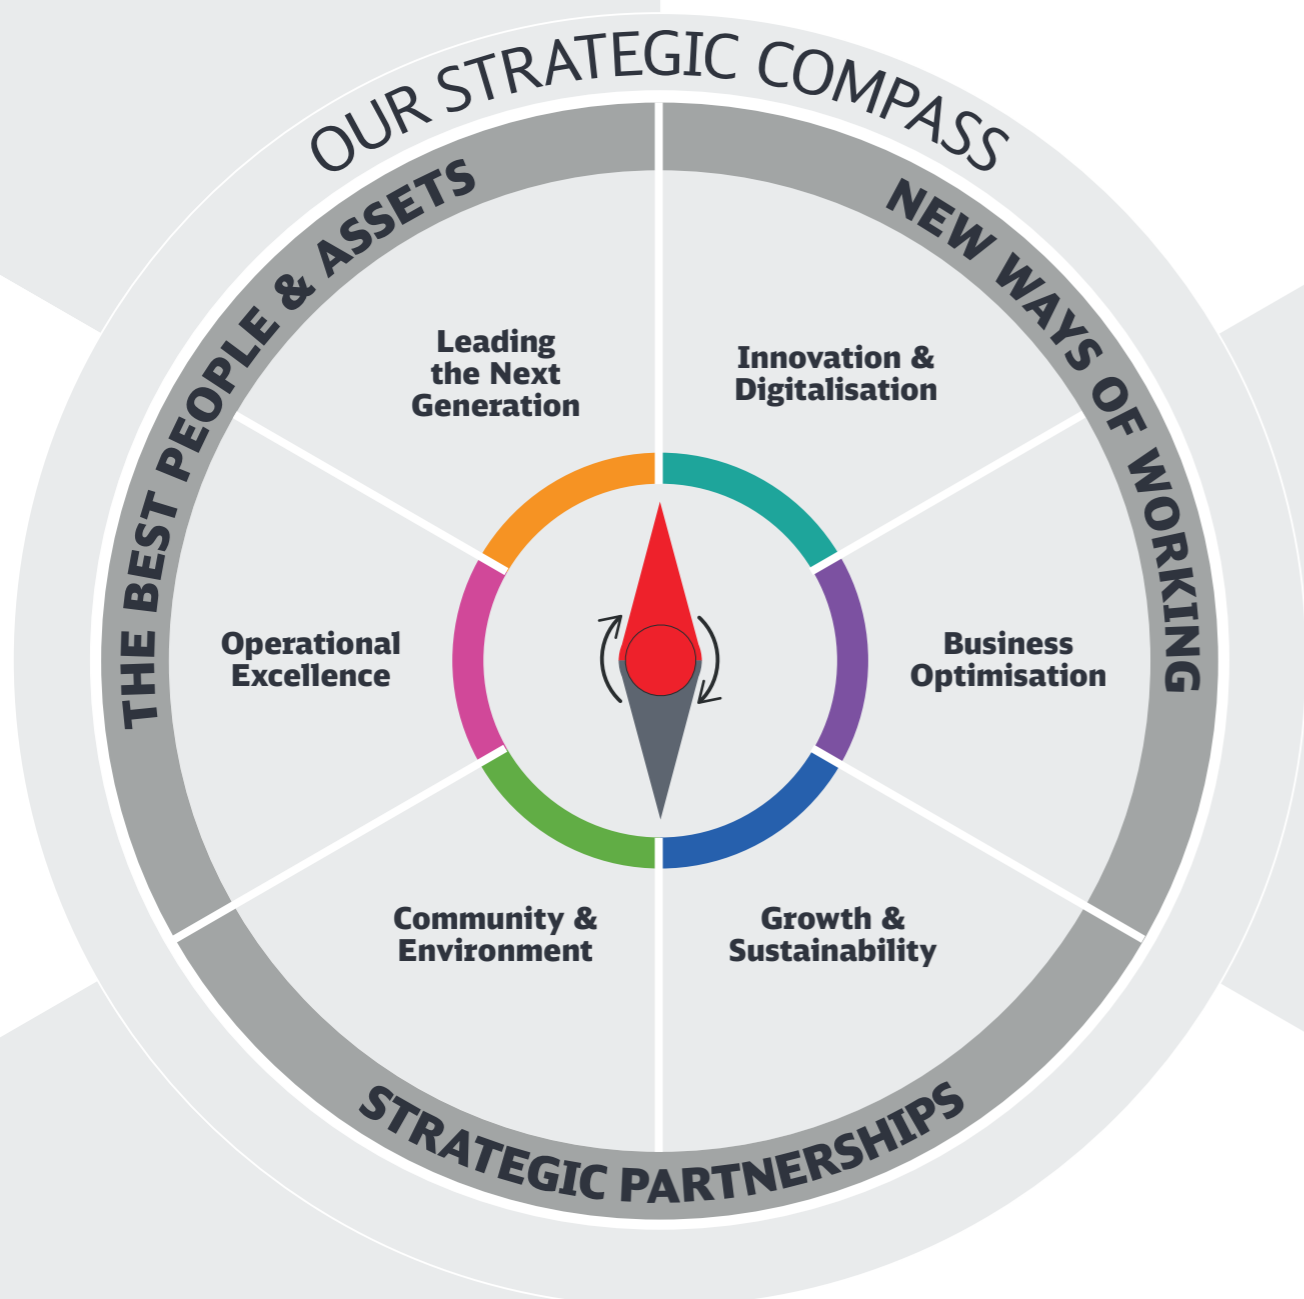 OUR STRATEGIC COMPASS
THE BEST PEOPLE & ASSETS
NEW WAYS OF WORKING
Leading
the Next
Generation
Innovation &
Digitalisation
Operational
Excellence
Business
Optimisation
Community &
Environment
Growth &
Sustainability
STRATEGIC PARTNERSHIPS